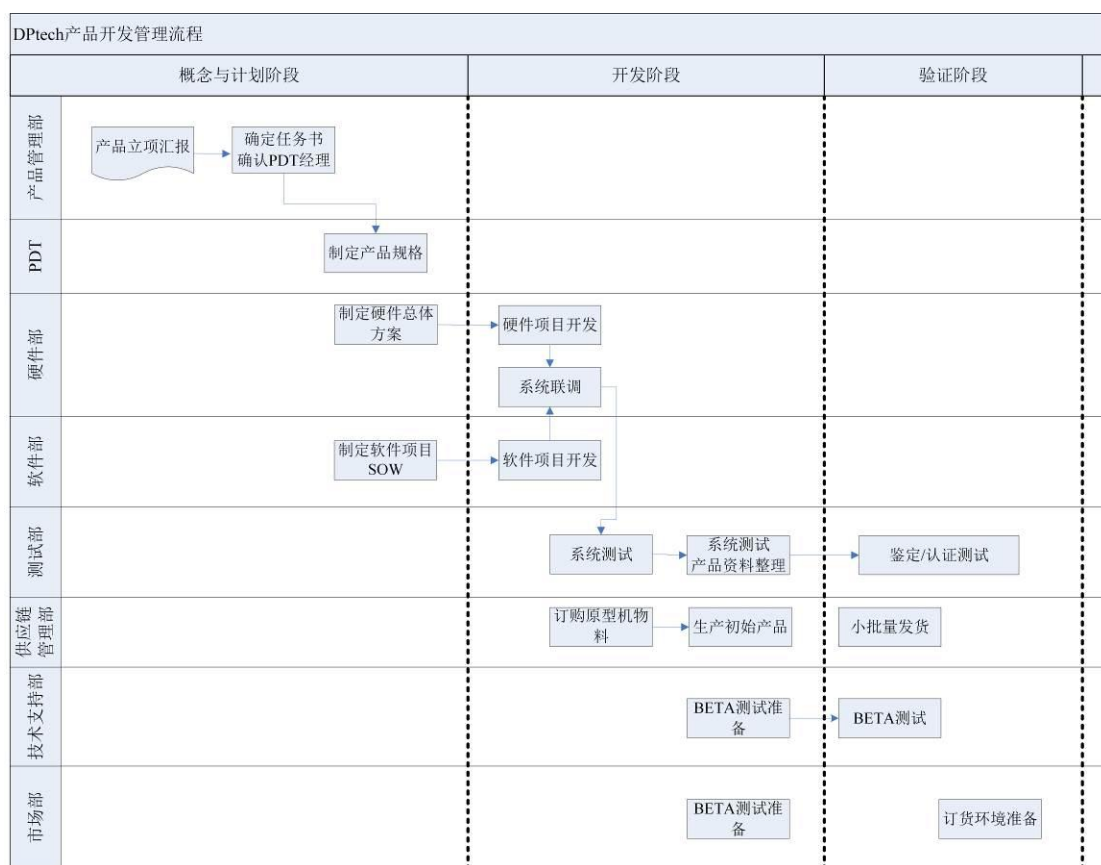 DPtech产品开发管理流程
概念与计划阶段
开发阶段
验证阶段
产品管理部
产品立项汇报
确定任务书
确认PDT经理
PDT
制定产品规格
硬件部
制定硬件总体
方案
硬件项目开发
系统联调
软件部
制定软件项目
SOW
软件项目开发
测试部
系统测试
系统测试
产品资料整理
鉴定/认证测试
供应链
管理部
订购原型机物
料
生产初始产品
小批量发货
技术支持部
BETA测试准
备
BETA测试
市场部
BETA测试准
备
订货环境准备